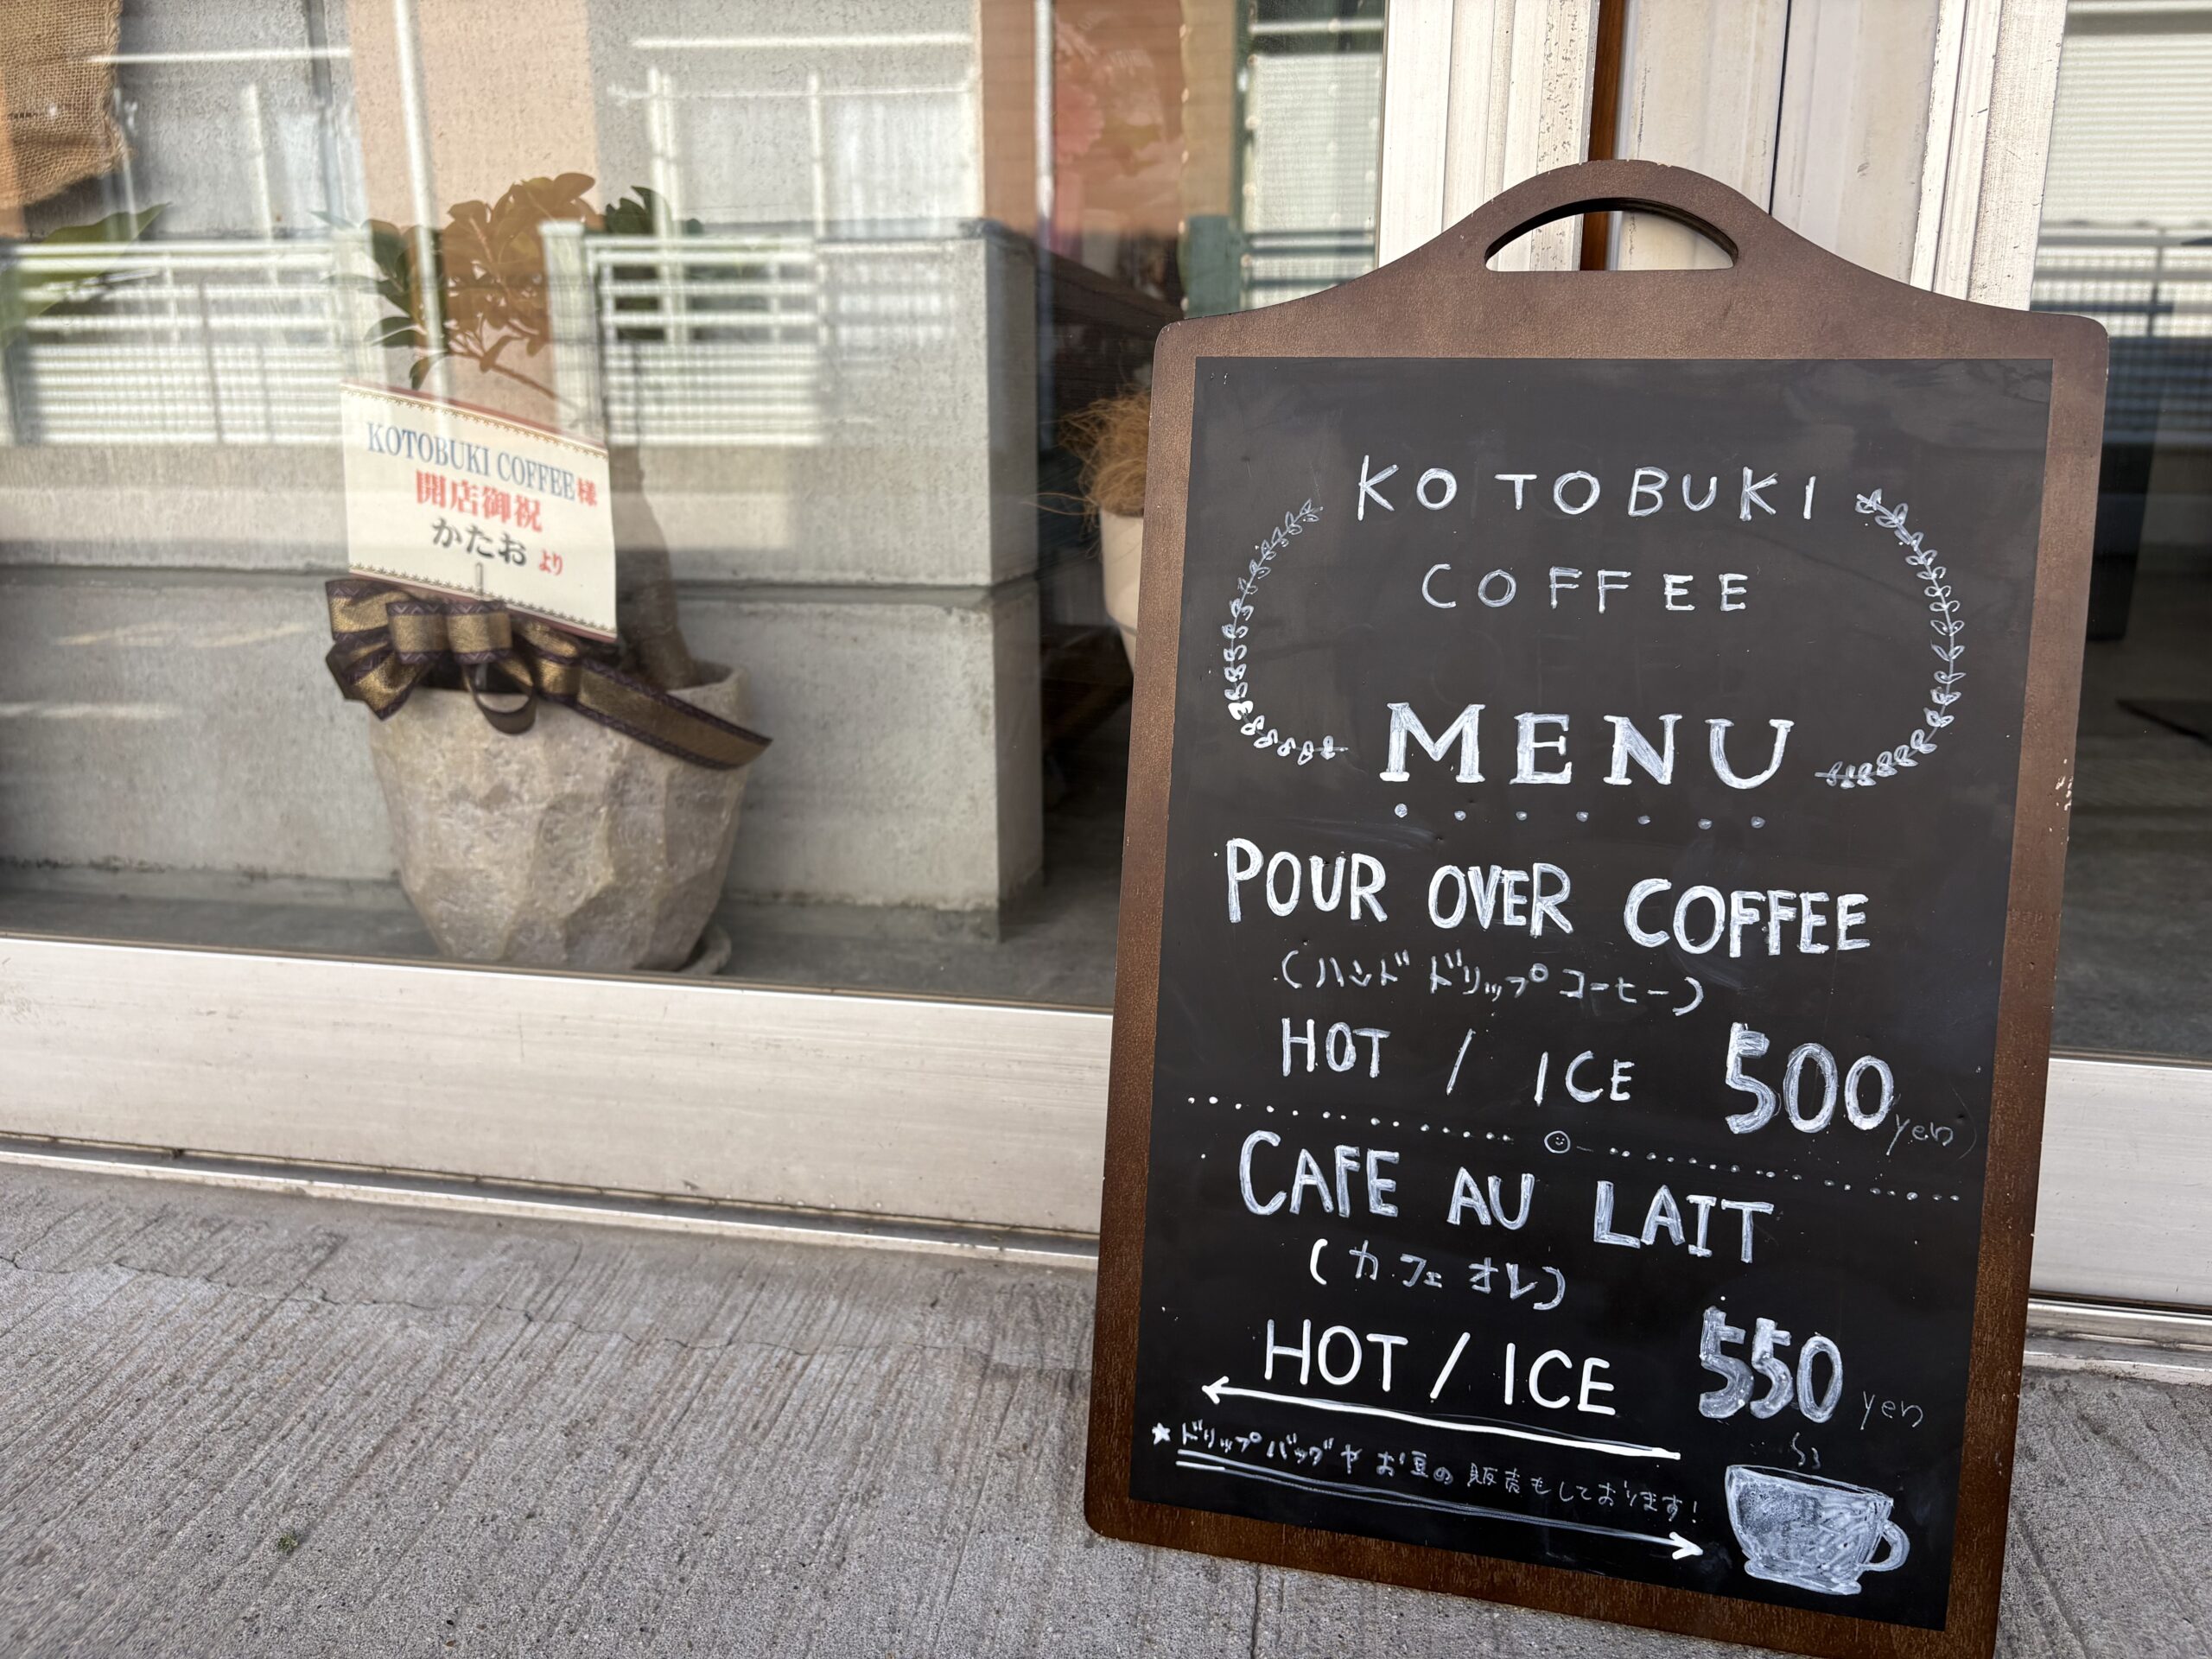 KOTOBUKI COFFEE様
開店御祝
かたおより
KOTOBUKI
COFFEE
MENU
POUR OVER COFFEE
(ハンドドリップコーヒー)
HOT / ICE 500yen
CAFE AU LAIT
(カフェオレ)
HOT / ICE 550 yen
★ドリップバッグやお豆の販売もしております!